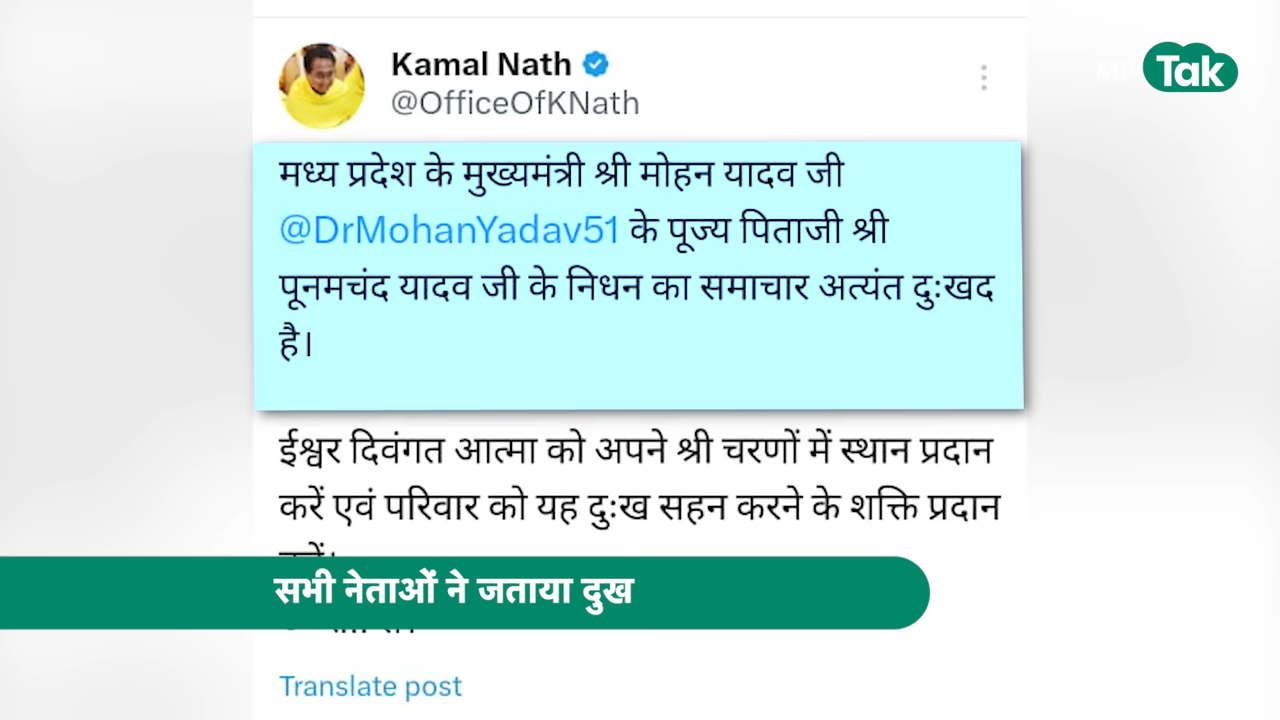 Kamal Nath
@OfficeOfKNath
Tak
मध्य प्रदेश के मुख्यमंत्री श्री मोहन यादव जी
@DrMohanYadav51 के पूज्य पिताजी श्री
पूनमचंद यादव जी के निधन का समाचार अत्यंत दुःखद
है।
ईश्वर दिवंगत आत्मा को अपने श्री चरणों में स्थान प्रदान
करें एवं परिवार को यह दुःख सहन करने के शक्ति प्रदान
सभी नेताओं ने जताया दुख
Translate post